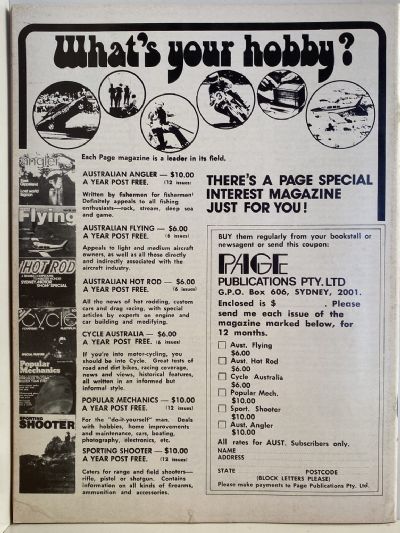 What's your hobby?
Each Page magazine is a leader in its field.
AUSTRALIAN ANGLER — $10.00
A YEAR POST FREE. (12 issues)
Written by fishermen for fishermen!
Definitely appeals to all fishing
enthusiasts—rock, stream, deep sea
and game.
AUSTRALIAN FLYING — $6.00
A YEAR POST FREE. (6 issues)
Appeals to light and medium aircraft
owners, as well as all those directly
and indirectly associated with the
aircraft industry.
AUSTRALIAN HOT ROD — $6.00
A YEAR POST FREE. (6 issues)
All the news of hot rodding, custom
cars and drag racing, with special
articles by experts on engine and
car building and modifying.
CYCLE AUSTRALIA — $6.00
A YEAR POST FREE. (6 issues)
If you're into motor-cycling, you
should be into Cycle. Great tests of
road and dirt bikes, racing coverage,
news and views, historical features,
all written in an informed but
informal style.
POPULAR MECHANICS — $10.00
A YEAR POST FREE. (12 issues)
For the "do-it-yourself" man. Deals
with hobbies, home improvements
and maintenance, cars, boating,
photography, electronics, etc.
SPORTING SHOOTER — $10.00
A YEAR POST FREE. (12 issues)
Caters for range and field shooters—
rifle, pistol or shotgun. Contains
information on all kinds of firearms,
ammunition and accessories.
angler
Flying
HOT ROD
CYCLE
Popular
Mechanics
SPORTING
SHOOTER
THERE'S A PAGE SPECIAL
INTEREST MAGAZINE
JUST FOR YOU!
BUY them regularly from your bookstall or
newsagent or send this coupon:
PAGE
PUBLICATIONS PTY. LTD
G.P.O. Box 606, SYDNEY, 2001.
Enclosed is $ . Please
send me each issue of the
magazine marked below, for
12 months.
Aust. Flying
$6.00
Aust. Hot Rod
$6.00
Cycle Australia
$6.00
Popular Mech.
$10.00
Sport. Shooter
$10.00
Aust. Angler
$10.00
All rates for AUST. Subscribers only.
NAME
ADDRESS
STATE POSTCODE
(BLOCK LETTERS PLEASE)
Please make payments to Page Publications Pty. Ltd.